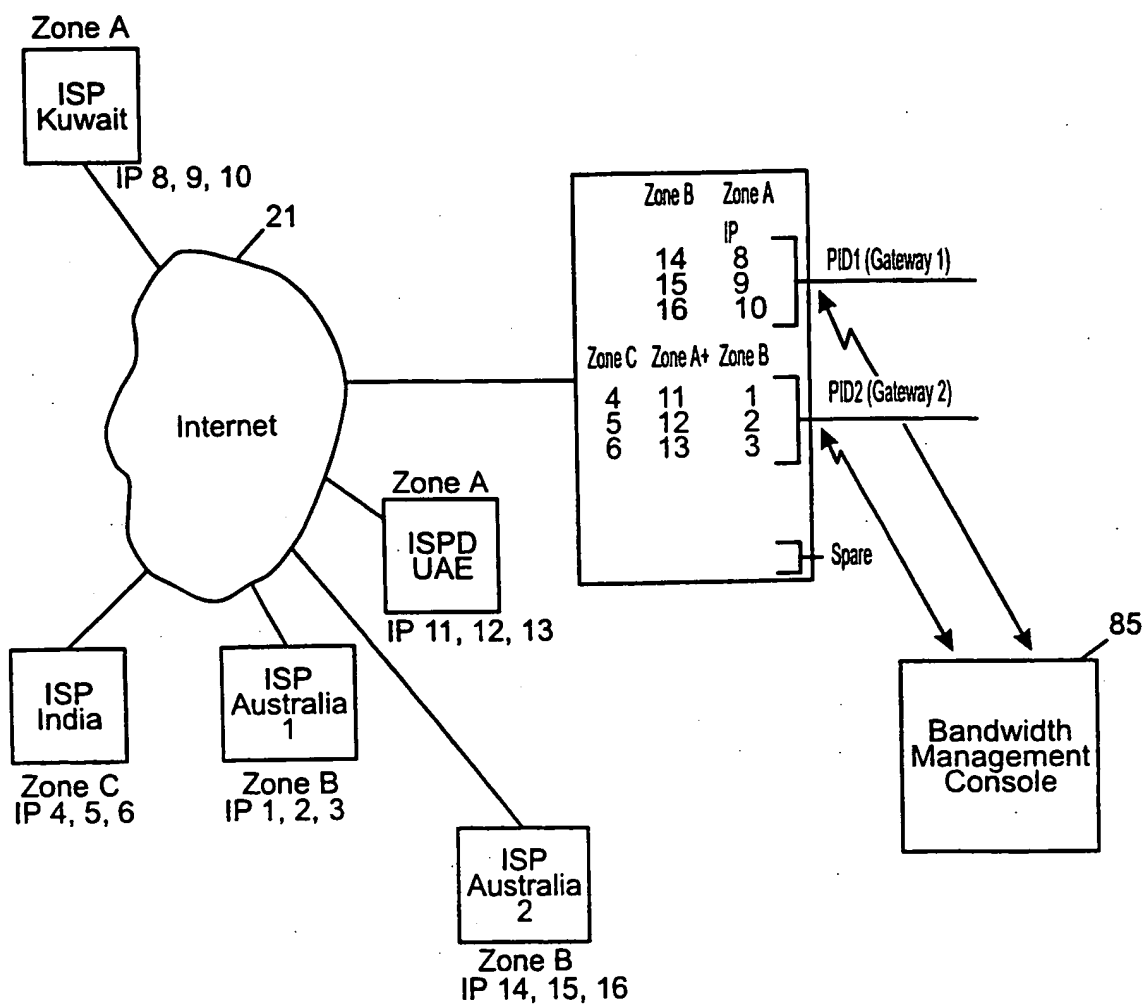 Zone A
ISP
Kuwait
IP 8, 9, 10
21
Zone B Zone A
IP
14 8
15 9
16 10
PID1 (Gateway 1)
Zone C Zone A+ Zone B
4 11 1
5 12 2
6 13 3
PID2 (Gateway 2)
Spare
Internet
Zone A
ISPD
UAE
IP 11, 12, 13
ISP
India
Zone C
IP 4, 5, 6
ISP
Australia
1
Zone B
IP 1, 2, 3
ISP
Australia
2
Zone B
IP 14, 15, 16
85
Bandwidth
Management
Console